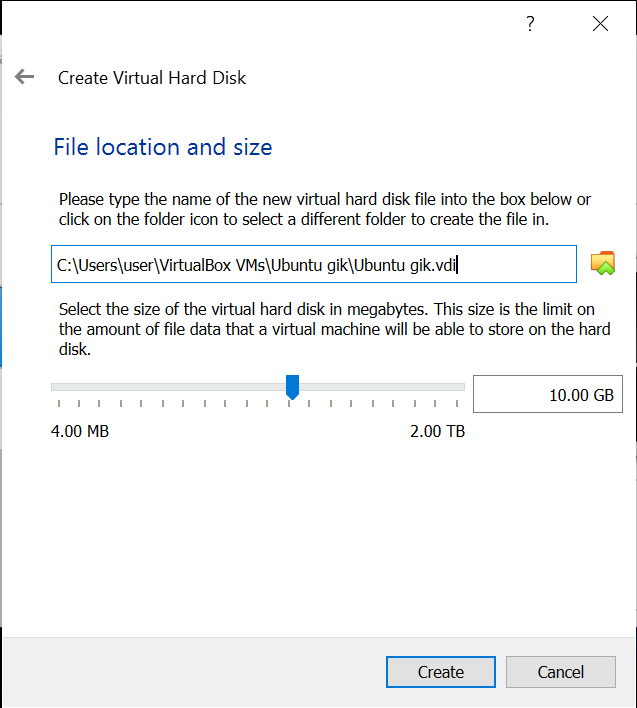 ?
Create Virtual Hard Disk
File location and size
Please type the name of the new virtual hard disk file into the box below or
click on the folder icon to select a different folder to create the file in.
C:\Users\user\VirtualBox VMs\Ubuntu gik\Ubuntu gik.vdi
Select the size of the virtual hard disk in megabytes. This size is the limit on
the amount of file data that a virtual machine will be able to store on the hard
disk.
10.00 GB
4.00 MB 2.00 TB
Create Cancel